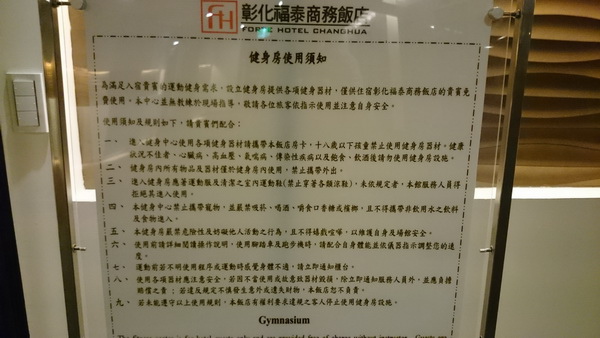 FH 彰化福泰商務飯店
FORTE HOTEL CHANGHUA
健身房使用須知
為滿足入宿貴賓的運動健身需求，設立健身房提供各項健身器材，僅供住宿彰化福泰商務飯店的貴賓免
費使用。本中心並無教練於現場指導，敬請各位旅客依指示使用並注意自身安全。
使用須知及規則如下，請貴賓們配合：
一、 進入健身中心使用各項健身器材請攜帶本飯店房卡，十八歲以下孩童禁止使用健身房器材。健康
狀況不佳者、心臟病、高血壓、氣喘病、傳染性疾病以及飽食、飲酒後請勿使用健身房設施。
二、 健身房內所有物品及器材僅於健身房內使用，禁止攜帶外出。
三、 進入健身房應著運動服及清潔之室內運動鞋(禁止穿著各類涼鞋)，未依規定者，本館服務人員得
拒絕其進入使用。
四、 本健身中心禁止攜帶寵物，並嚴禁吸菸、喝酒、嚼食口香糖或檳榔，且不得攜帶非飲用水之飲料
及食物進入。
五、 本健身房嚴禁危險性及妨礙他人活動之行為，且不得嬉戲喧嘩，以維護自身及場館安全。
六、 使用前請詳細閱讀操作說明，使用腳踏車及跑步機時，請配合自身體能並依儀器指示調整您的速
度。
七、 運動前若不明使用程序或運動時感覺身體不適，請立即通知櫃台。
八、 使用各項器材應注意安全，若因不當使用或故意致器材毀損，除立即通知服務人員外，並應負擔
賠償之責；若違反規定不慎發生意外或遺失財物，本飯店恕不負責。
九、 若未能遵守以上使用規則，本飯店有權利要求違規之客人停止使用健身房設施。
Gymnasium